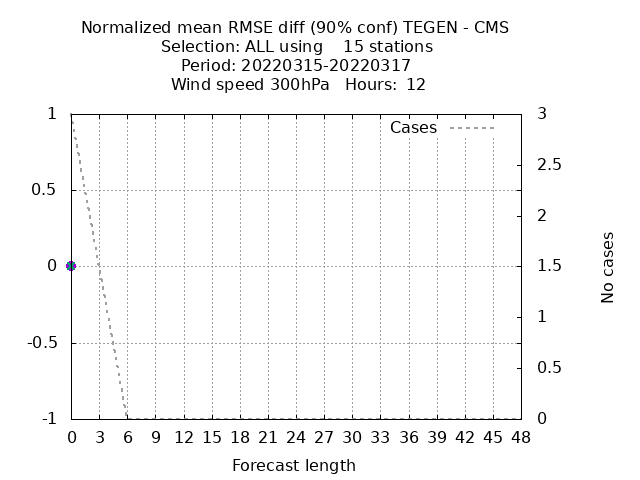 Normalized mean RMSE diff (90% conf) TEGEN - CMS
Selection: ALL using    15 stations
Period: 20220315-20220317
Wind speed 300hPa   Hours:  12
Cases
1
0.5
0
-0.5
-1
3
2.5
2
1.5
1
0.5
0
No cases
0 3 6 9 12 15 18 21 24 27 30 33 36 39 42 45 48
Forecast length